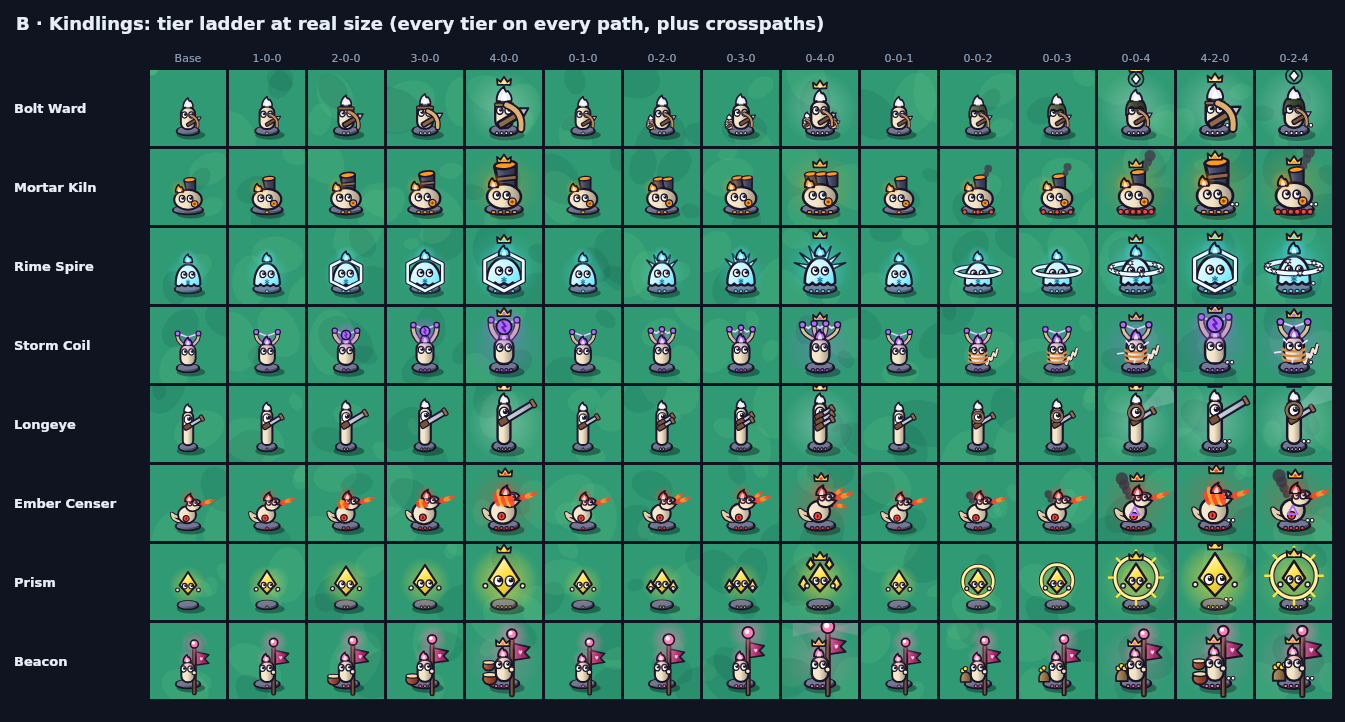 B · Kindlings: tier ladder at real size (every tier on every path, plus crosspaths)
Base 1-0-0 2-0-0 3-0-0 4-0-0 0-1-0 0-2-0 0-3-0 0-4-0 0-0-1 0-0-2 0-0-3 0-0-4 4-2-0 0-2-4
Bolt Ward
Mortar Kiln
Rime Spire
Storm Coil
Longeye
Ember Censer
Prism
Beacon